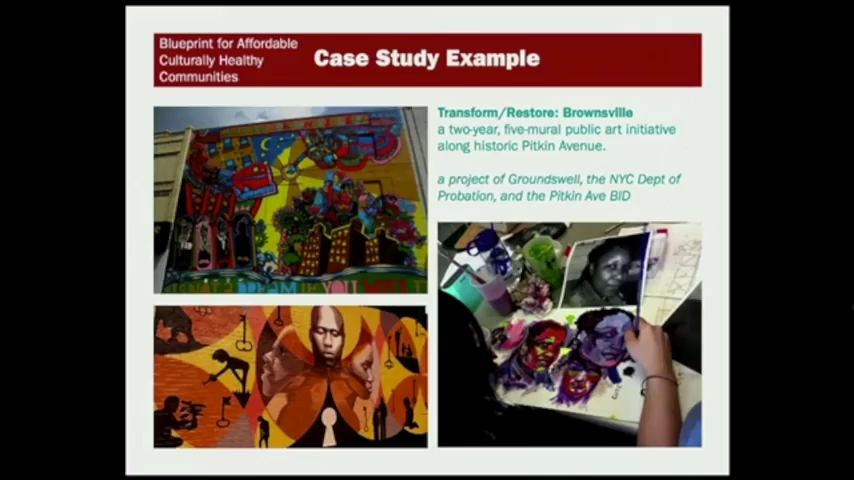 Blueprint for Affordable
Culturally Healthy
Communities
Case Study Example
Transform/Restore: Brownsville
a two-year, five-mural public art initiative
along historic Pitkin Avenue.
a project of Groundswell, the NYC Dept of
Probation, and the Pitkin Ave BID